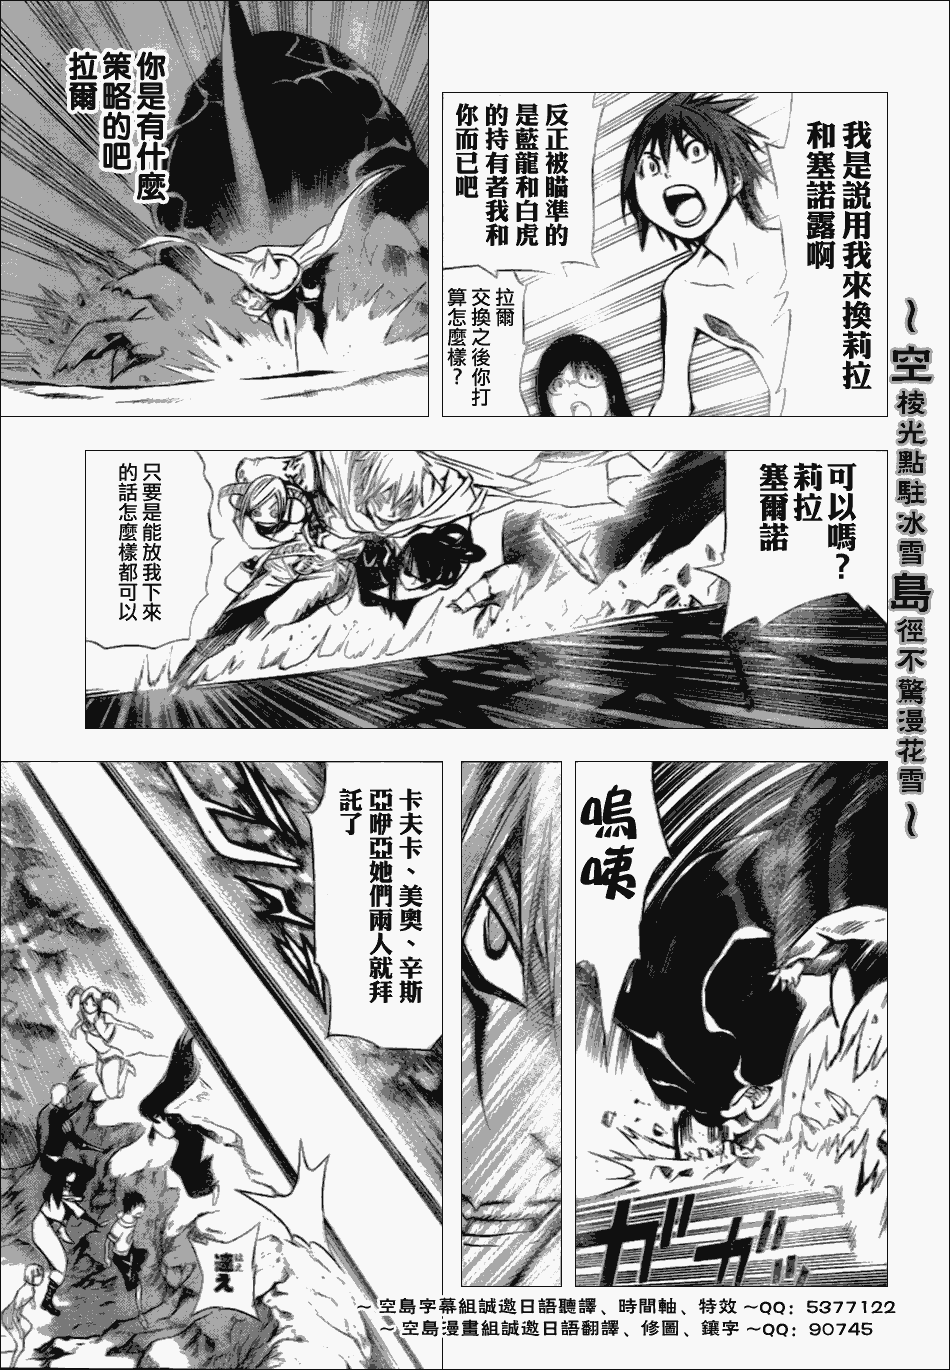 我是說用我來換莉拉
和塞諾露啊
反正被瞄準的
是藍龍和白虎
的持有者我和
你而已吧
拉爾
交換之後你打
算怎麼樣？
你是有什麼
策略的吧
拉爾
可以嗎？
莉拉
塞爾諾
只要是能放我下來
的話怎麼樣都可以
嗚
咦
ガガガ
卡夫卡、美奧、辛斯
亞咿亞她們兩人就拜
託了
違え
～空棱光點駐冰雪島徑不驚漫花雪～
～空島字幕組誠邀日語聽譯、時間軸、特效～QQ：5377122
～空島漫畫組誠邀日語翻譯、修圖、鑲字～QQ：90745